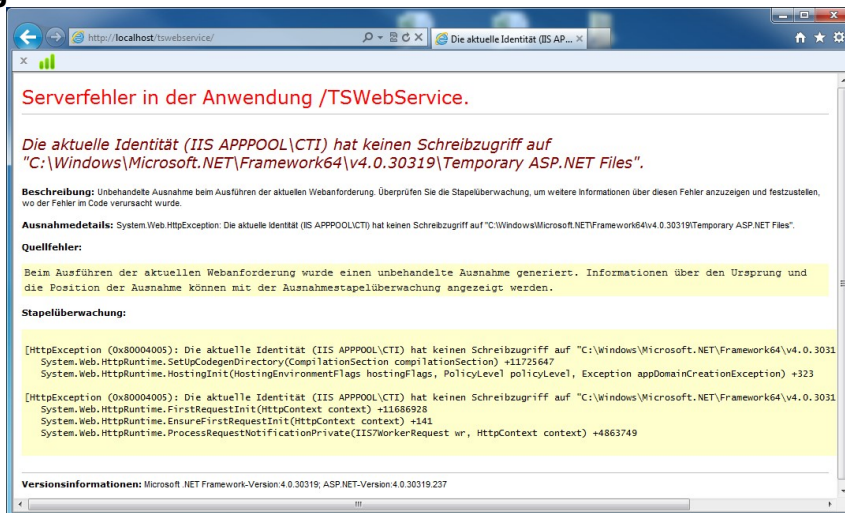 http://localhost/tswebservice/
Die aktuelle Identität (IIS AP...
Serverfehler in der Anwendung /TSWebService.
Die aktuelle Identität (IIS APPPOOL\CTI) hat keinen Schreibzugriff auf
"C:\Windows\Microsoft.NET\Framework64\v4.0.30319\Temporary ASP.NET Files".
Beschreibung: Unbehandelte Ausnahme beim Ausführen der aktuellen Webanforderung. Überprüfen Sie die Stapelüberwachung, um weitere Informationen über diesen Fehler anzuzeigen und festzustellen,
wo der Fehler im Code verursacht wurde.
Ausnahmedetails: System.Web.HttpException: Die aktuelle Identität (IIS APPPOOL\CTI) hat keinen Schreibzugriff auf "C:\Windows\Microsoft.NET\Framework64\v4.0.30319\Temporary ASP.NET Files".
Quellfehler:
Beim Ausführen der aktuellen Webanforderung wurde einen unbehandelte Ausnahme generiert. Informationen über den Ursprung und
die Position der Ausnahme können mit der Ausnahmestapelüberwachung angezeigt werden.
Stapelüberwachung:
[HttpException (0x80004005): Die aktuelle Identität (IIS APPPOOL\CTI) hat keinen Schreibzugriff auf "C:\Windows\Microsoft.NET\Framework64\v4.0.3031
System.Web.HttpRuntime.SetUpCodegenDirectory(CompilationSection compilationSection) +11725647
System.Web.HttpRuntime.HostingInit(HostingEnvironmentFlags hostingFlags, PolicyLevel policyLevel, Exception appDomainCreationException) +323
[HttpException (0x80004005): Die aktuelle Identität (IIS APPPOOL\CTI) hat keinen Schreibzugriff auf "C:\Windows\Microsoft.NET\Framework64\v4.0.3031
System.Web.HttpRuntime.FirstRequestInit(HttpContext context) +11686928
System.Web.HttpRuntime.EnsureFirstRequestInit(HttpContext context) +141
System.Web.HttpRuntime.ProcessRequestNotificationPrivate(IIS7WorkerRequest wr, HttpContext context) +4863749
Versionsinformationen: Microsoft .NET Framework-Version:4.0.30319; ASP.NET-Version:4.0.30319.237